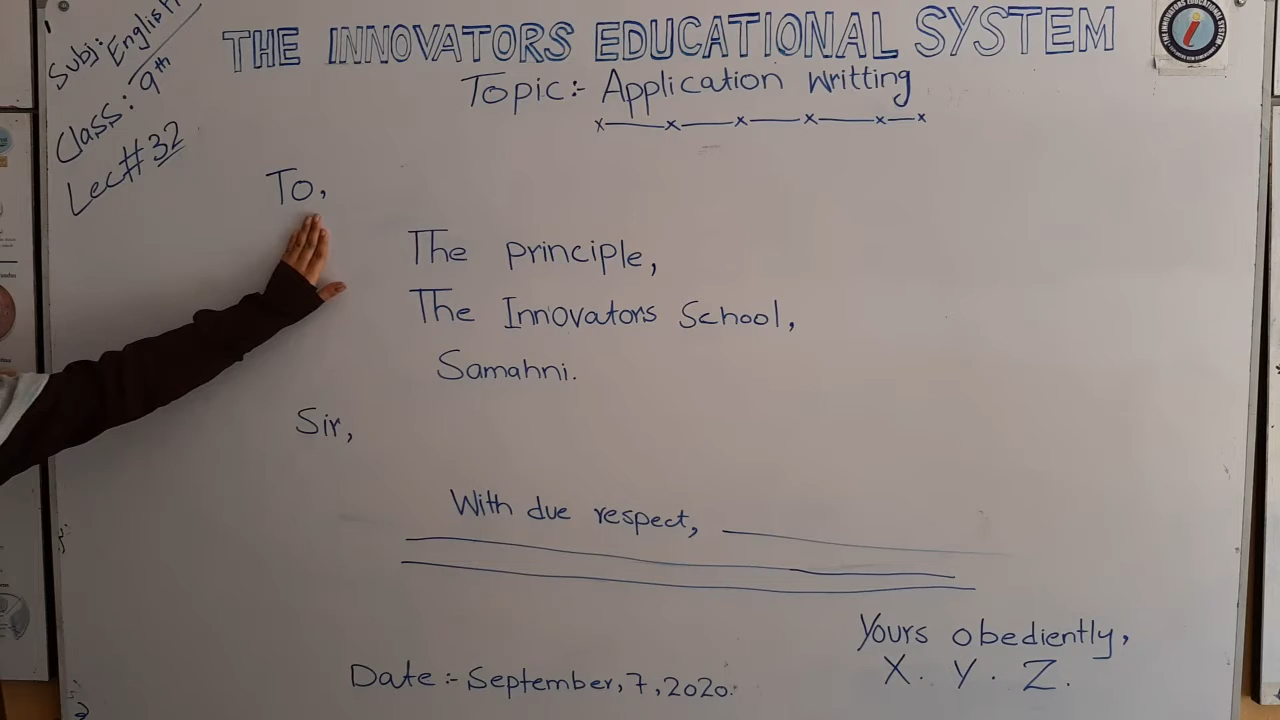 Subj: English
Class: 9th
Lec# 32
THE INNOVATORS EDUCATIONAL SYSTEM
Topic:- Application Writting
x——x——x——x——x—x
To,
The principle,
The Innovators School,
Samahni.
Sir,
With due respect,
Yours obediently,
X. Y. Z.
Date:- September, 7, 2020.